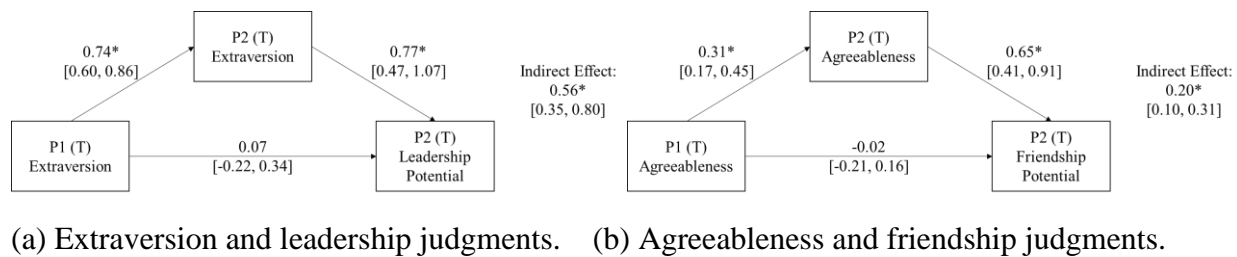 P2 (T)
Extraversion
0.74*
[0.60, 0.86]
0.77*
[0.47, 1.07]
Indirect Effect:
0.56*
[0.35, 0.80]
P1 (T)
Extraversion
0.07
[-0.22, 0.34]
P2 (T)
Leadership
Potential
P2 (T)
Agreeableness
0.31*
[0.17, 0.45]
0.65*
[0.41, 0.91]
Indirect Effect:
0.20*
[0.10, 0.31]
P1 (T)
Agreeableness
-0.02
[-0.21, 0.16]
P2 (T)
Friendship
Potential
(a) Extraversion and leadership judgments.
(b) Agreeableness and friendship judgments.